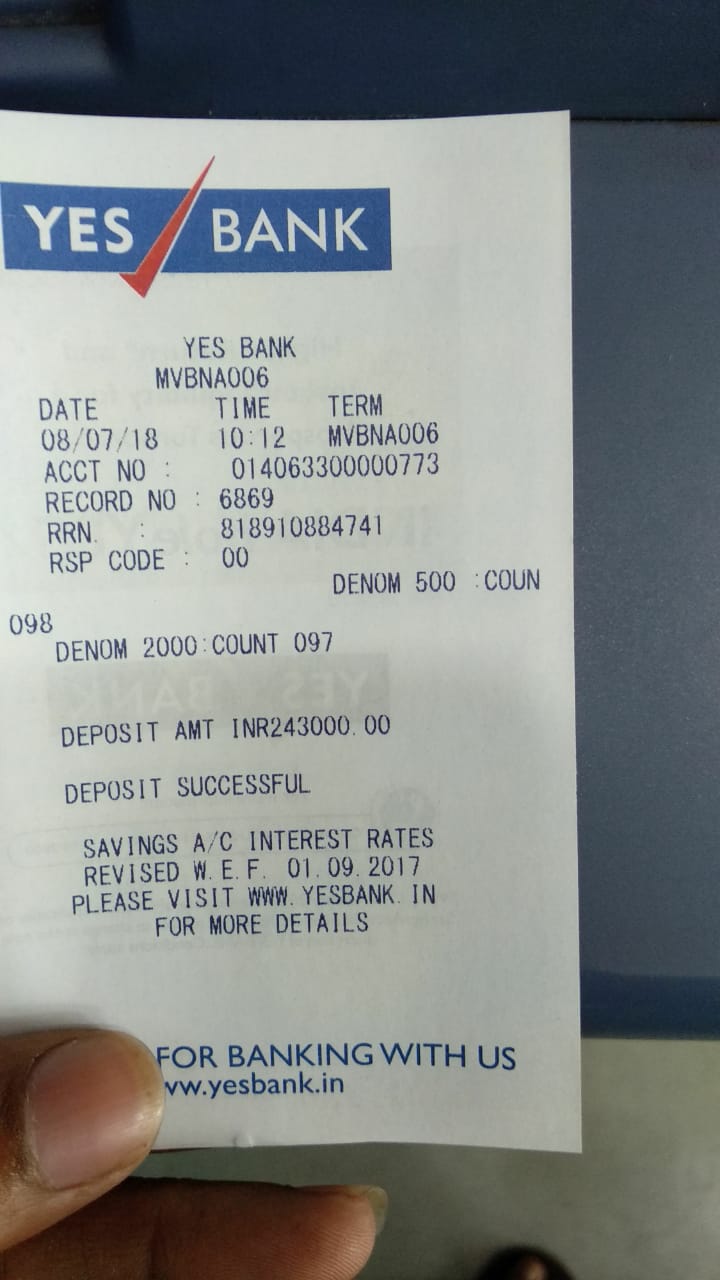 YES BANK
YES BANK
MVBNA006
DATE TIME TERM
08/07/18 10:12 MVBNA006
ACCT NO : 014063300000773
RECORD NO : 6869
RRN. : 818910884741
RSP CODE : 00
DENOM 500 :COUN
098
DENOM 2000:COUNT 097
DEPOSIT AMT INR243000.00
DEPOSIT SUCCESSFUL
SAVINGS A/C INTEREST RATES
REVISED W.E.F. 01.09.2017
PLEASE VISIT WWW.YESBANK.IN
FOR MORE DETAILS
FOR BANKING WITH US
ww.yesbank.in